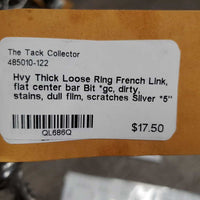 The Tack Collector
485010-122
Hvy Thick Loose Ring French Link,
flat center bar Bit *gc, dirty,
stains, dull film, scratches Silver *5"
QL686Q
$17.50